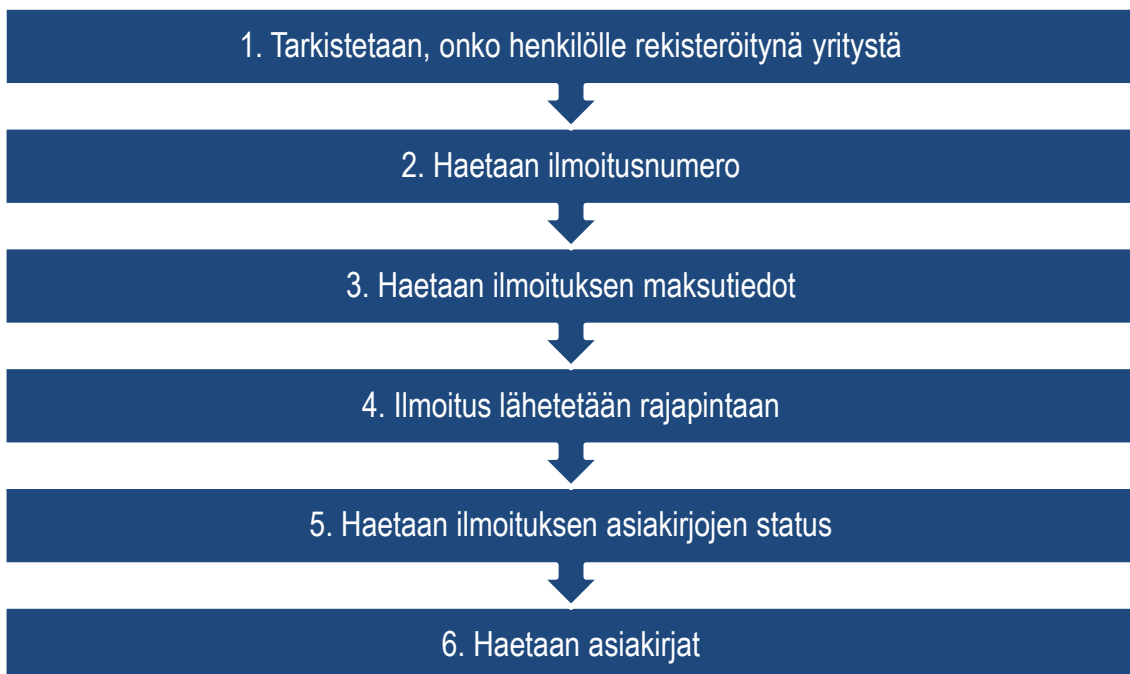 1. Tarkistetaan, onko henkilölle rekisteröitynä yritystä
2. Haetaan ilmoitusnumero
3. Haetaan ilmoituksen maksutiedot
4. Ilmoitus lähetetään rajapintaan
5. Haetaan ilmoituksen asiakirjojen status
6. Haetaan asiakirjat